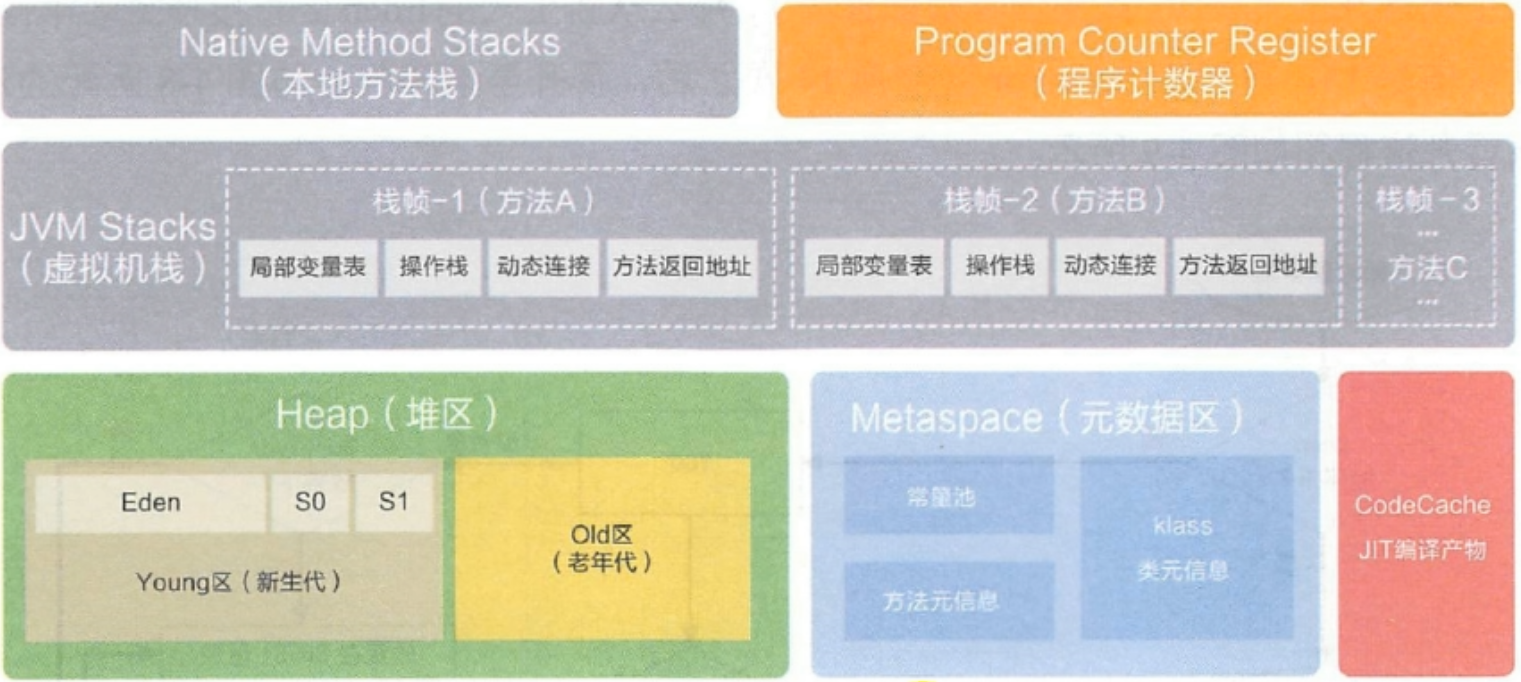 Native Method Stacks
（本地方法栈）
Program Counter Register
（程序计数器）
JVM Stacks
（虚拟机栈）
栈帧-1（方法A）
局部变量表
操作栈
动态连接
方法返回地址
栈帧-2（方法B）
局部变量表
操作栈
动态连接
方法返回地址
栈帧-3
...
方法C
...
Heap（堆区）
Eden
S0
S1
Young区（新生代）
Old区
（老年代）
Metaspace（元数据区）
常量池
方法元信息
klass
类元信息
CodeCache
JIT编译产物